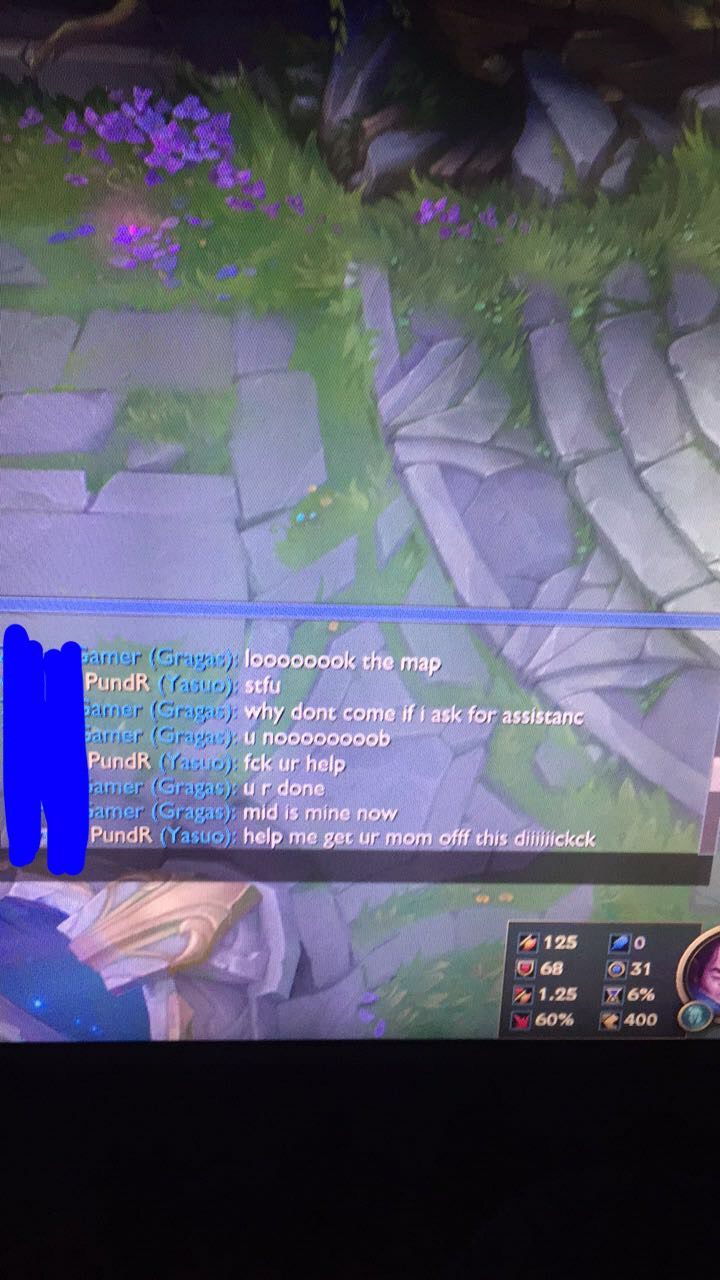 Gamer (Gragas): loooooook the map
PundR (Yasuo): stfu
Gamer (Gragas): why dont come if i ask for assistanc
Gamer (Gragas): u noooooooob
PundR (Yasuo): fck ur help
Gamer (Gragas): u r done
Gamer (Gragas): mid is mine now
PundR (Yasuo): help me get ur mom offf this diiiiiickck
125 0
68 31
1.25 6%
60% 400